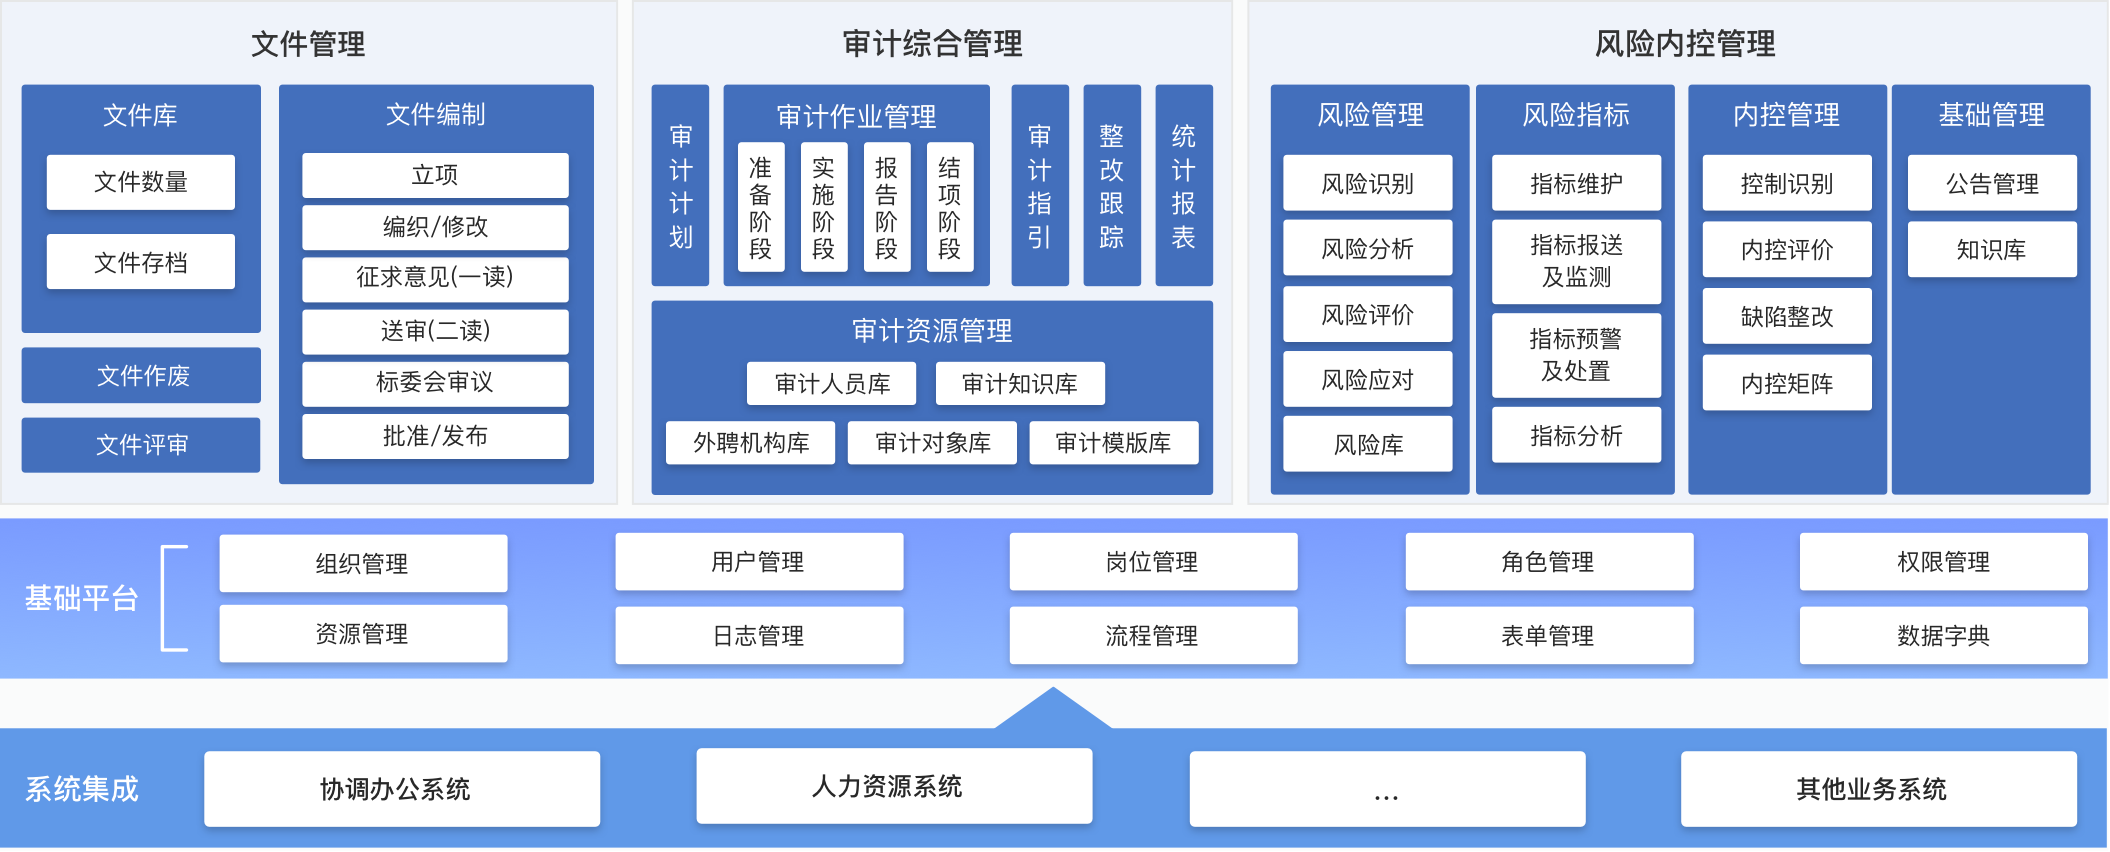 文件管理
文件库
文件数量
文件存档
文件作废
文件评审
文件编制
立项
编织/修改
征求意见(一读)
送审(二读)
标委会审议
批准/发布
审计综合管理
审计计划
审计作业管理
准备阶段
实施阶段
报告阶段
结项阶段
审计指引
整改跟踪
统计报表
审计资源管理
审计人员库
审计知识库
外聘机构库
审计对象库
审计模版库
风险内控管理
风险管理
风险识别
风险分析
风险评价
风险应对
风险库
风险指标
指标维护
指标报送
及监测
指标预警
及处置
指标分析
内控管理
控制识别
内控评价
缺陷整改
内控矩阵
基础管理
公告管理
知识库
基础平台
组织管理
用户管理
岗位管理
角色管理
权限管理
资源管理
日志管理
流程管理
表单管理
数据字典
系统集成
协调办公系统
人力资源系统
...
其他业务系统